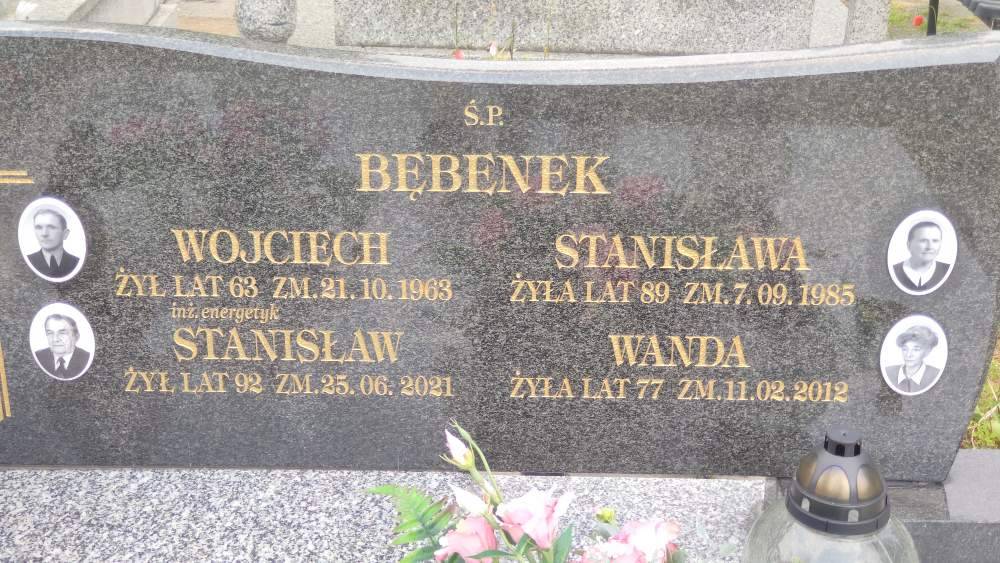 Ś.P.
BĘBENEK
WOJCIECH
ŻYŁ LAT 63 ZM. 21. 10. 1963
inż. energetyk
STANISŁAW
ŻYŁ LAT 92 ZM. 25. 06. 2021
STANISŁAWA
ŻYŁA LAT 89 ZM. 7. 09. 1985
WANDA
ŻYŁA LAT 77 ZM. 11. 02. 2012